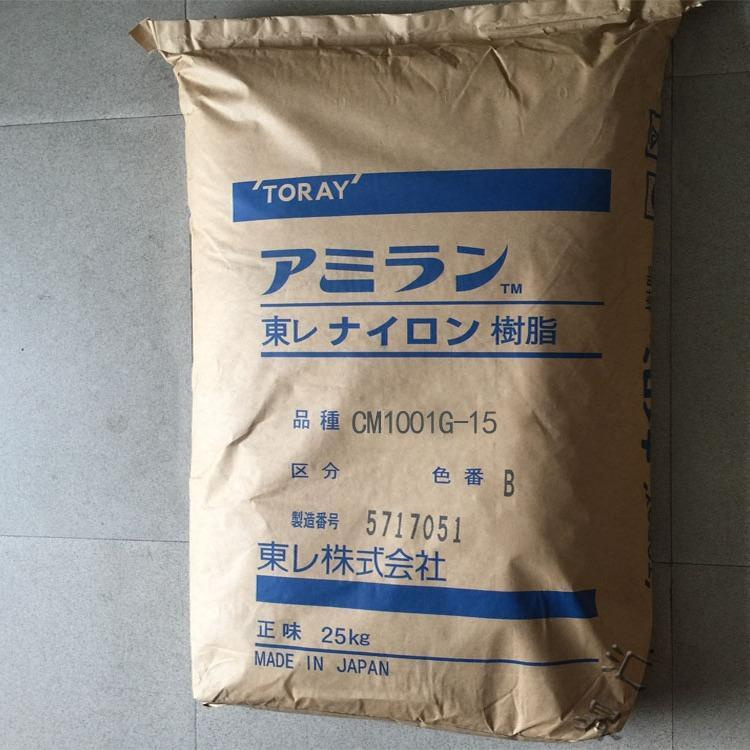 'TORAY'
アミラン™
東レ ナイロン 樹脂
品種 CM1001G-15
区分 色番 B
製造番号 5717051
東レ株式会社
正味 25kg
MADE IN JAPAN